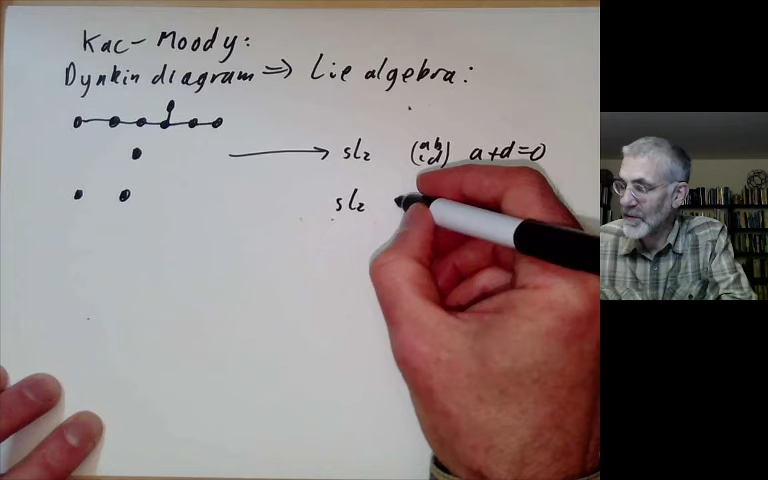 Kac-Moody:
Dynkin diagram ⇒ Lie algebra:
⟶ sl₂ (a b c d) a+d=0
sl₂